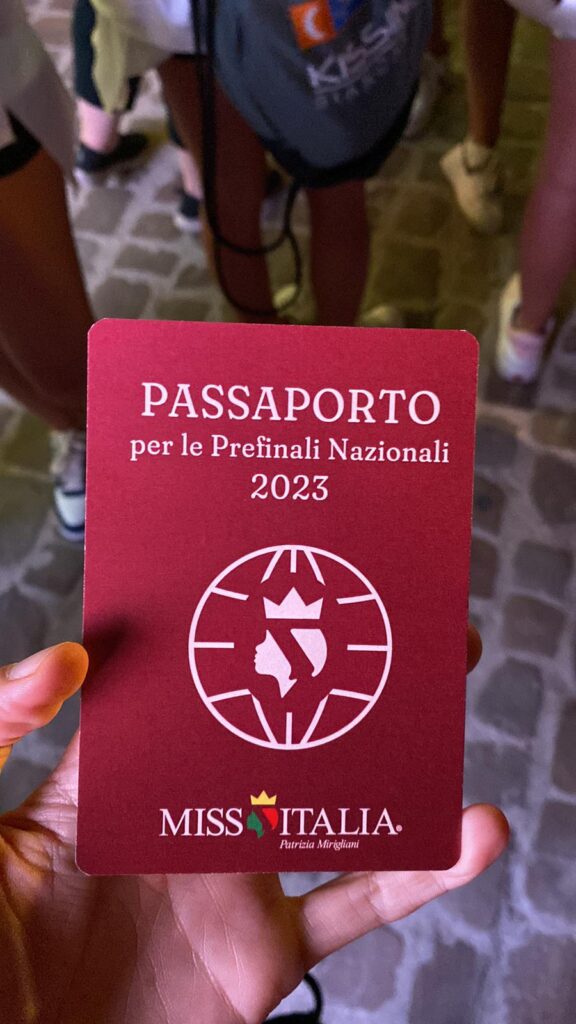 PASSAPORTO
per le Prefinali Nazionali
2023
MISS ITALIA®
Patrizia Mirigliani